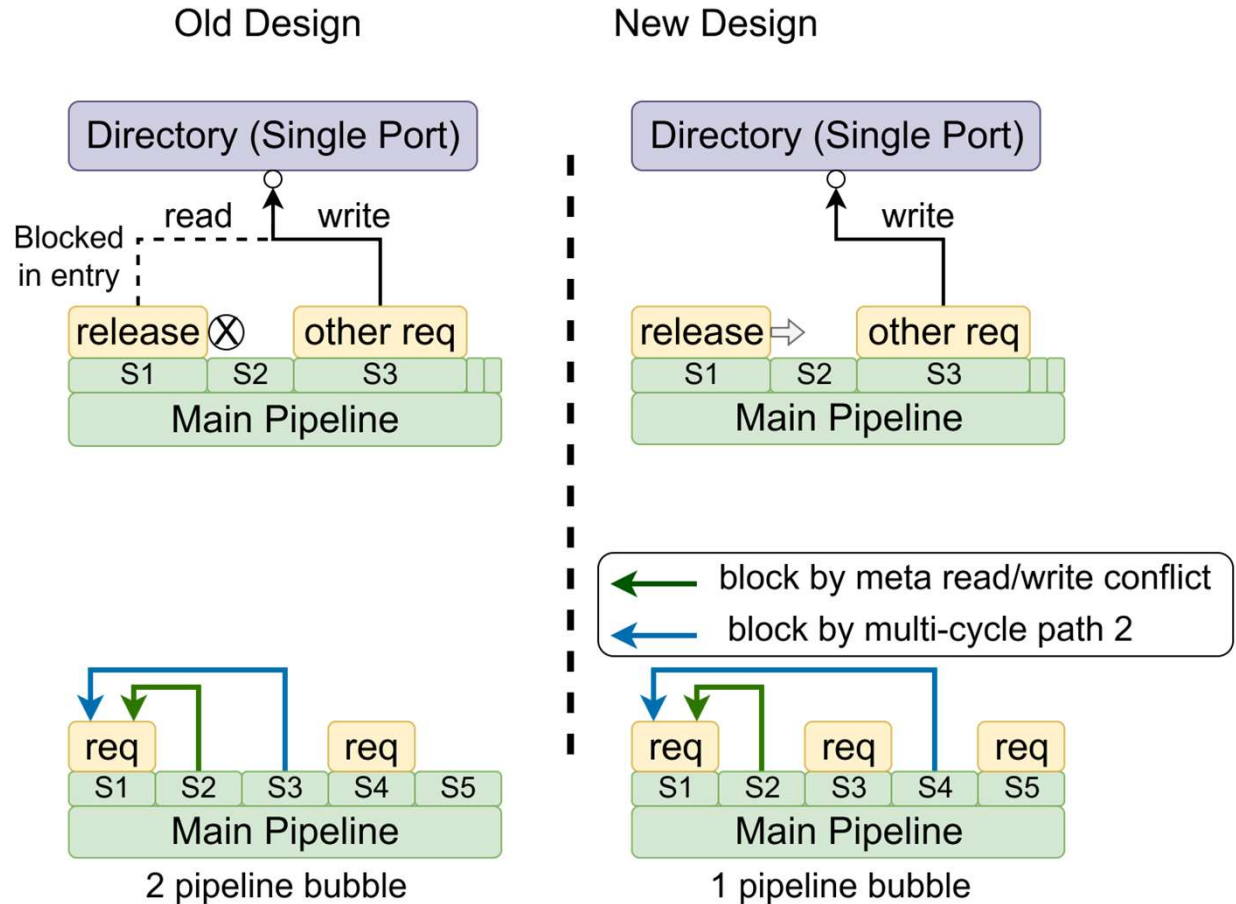 Old Design
New Design
Directory (Single Port)
read
write
Blocked
in entry
release
X
other req
S1
S2
S3
Main Pipeline
Directory (Single Port)
write
release
other req
S1
S2
S3
Main Pipeline
block by meta read/write conflict
block by multi-cycle path 2
req
req
S1
S2
S3
S4
S5
Main Pipeline
2 pipeline bubble
req
req
req
S1
S2
S3
S4
S5
Main Pipeline
1 pipeline bubble